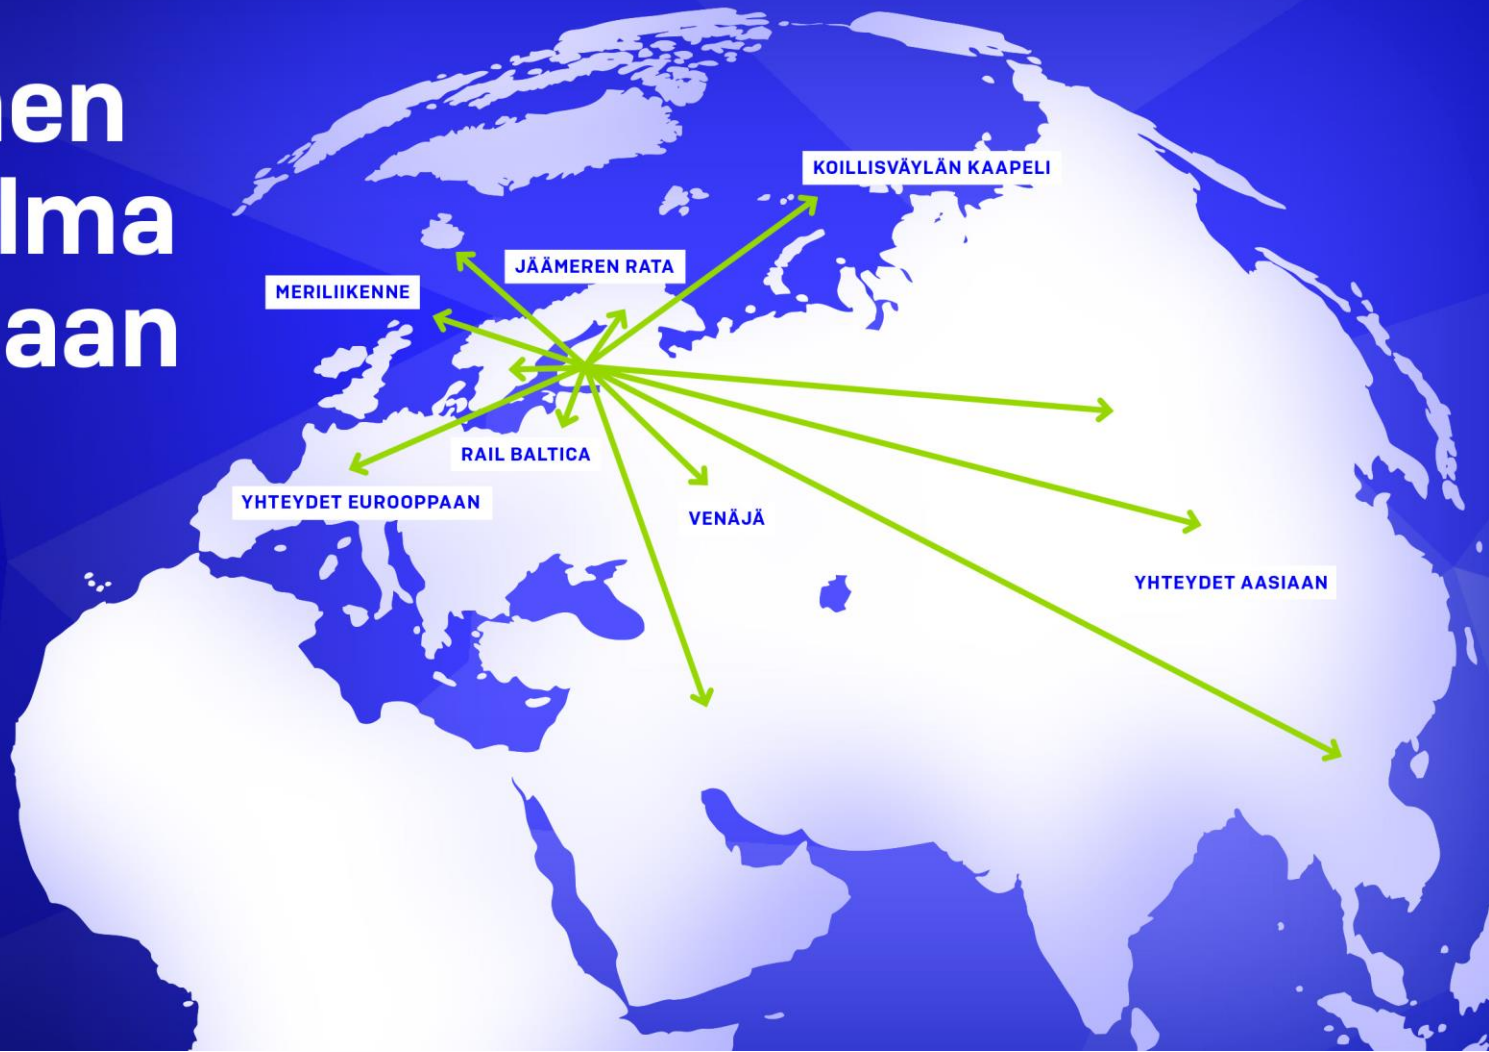 nen
lma
aan
KOILLISVÄYLÄN KAAPELI
JÄÄMEREN RATA
MERILIIKENNE
RAIL BALTICA
YHTEYDET EUROOPPAAN
VENÄJÄ
YHTEYDET AASIAAN